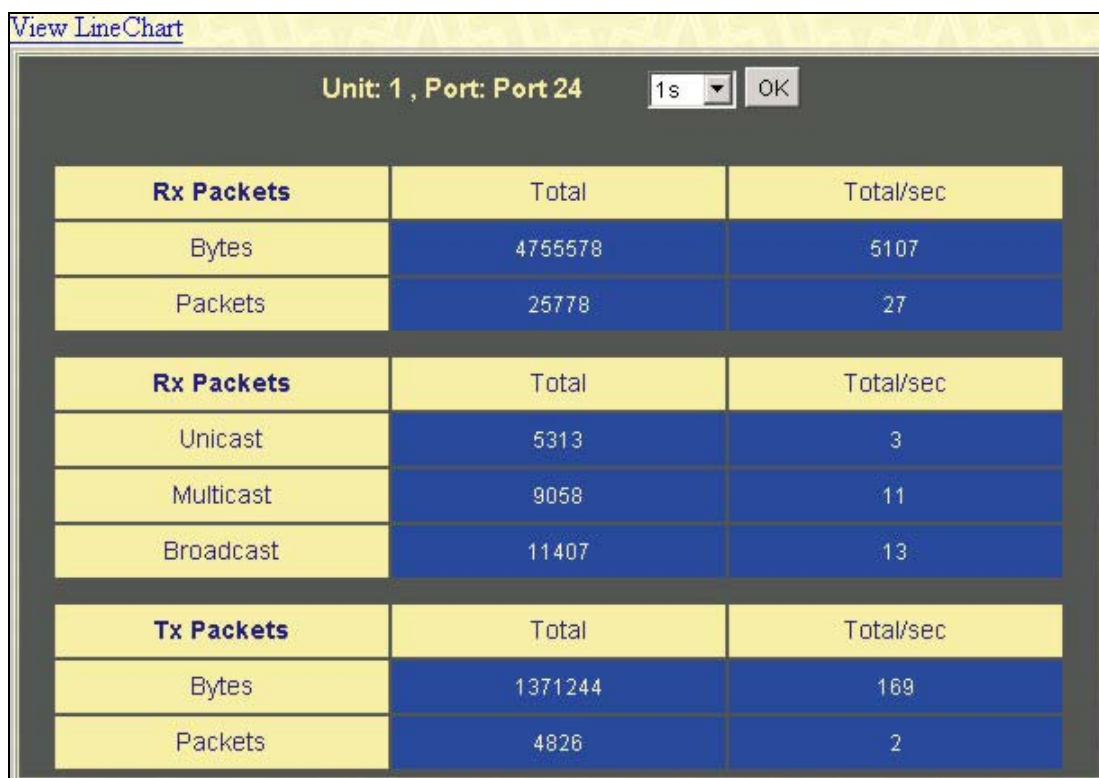 View LineChart
Unit: 1 , Port: Port 24 1s OK
Rx Packets Total Total/sec
Bytes 4755578 5107
Packets 25778 27
Rx Packets Total Total/sec
Unicast 5313 3
Multicast 9058 11
Broadcast 11407 13
Tx Packets Total Total/sec
Bytes 1371244 169
Packets 4826 2